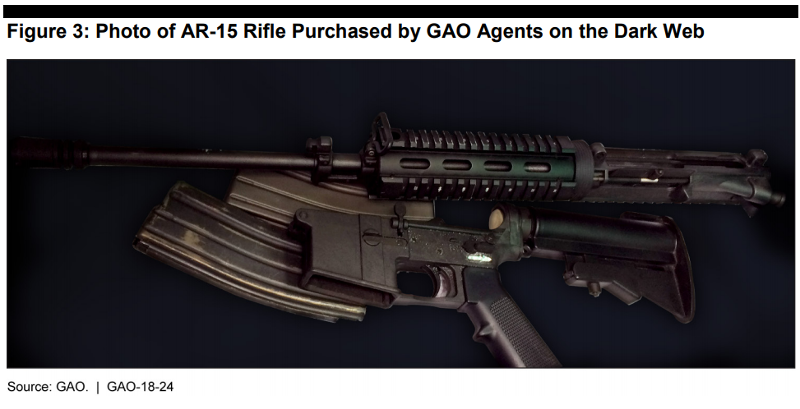 Figure 3: Photo of AR-15 Rifle Purchased by GAO Agents on the Dark Web
Source: GAO. | GAO-18-24